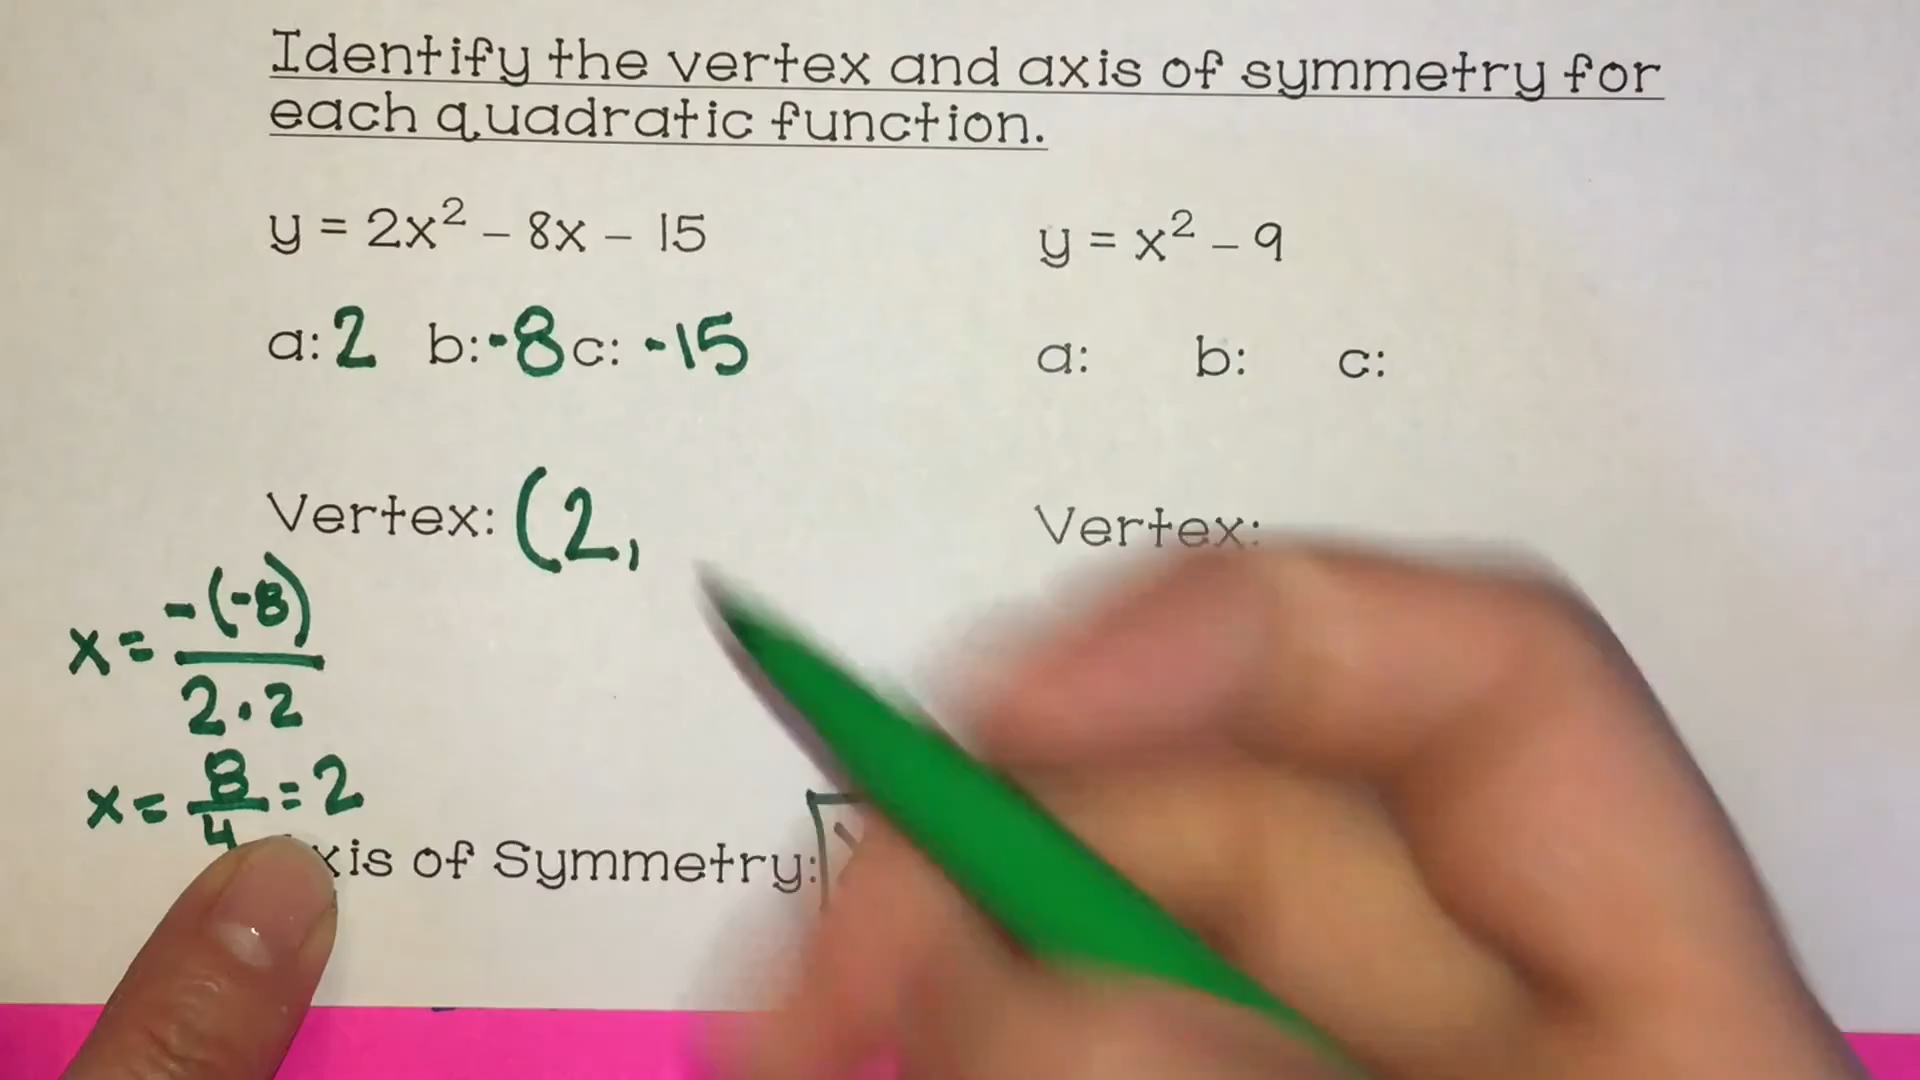 Identify the vertex and axis of symmetry for
each quadratic function.
y = 2x² – 8x – 15
a: 2 b: -8 c: -15
Vertex: (2,
x = -(-8) / 2 · 2
x = 8/4 = 2
xis of Symmetry:
y = x² – 9
a: b: c:
Vertex: